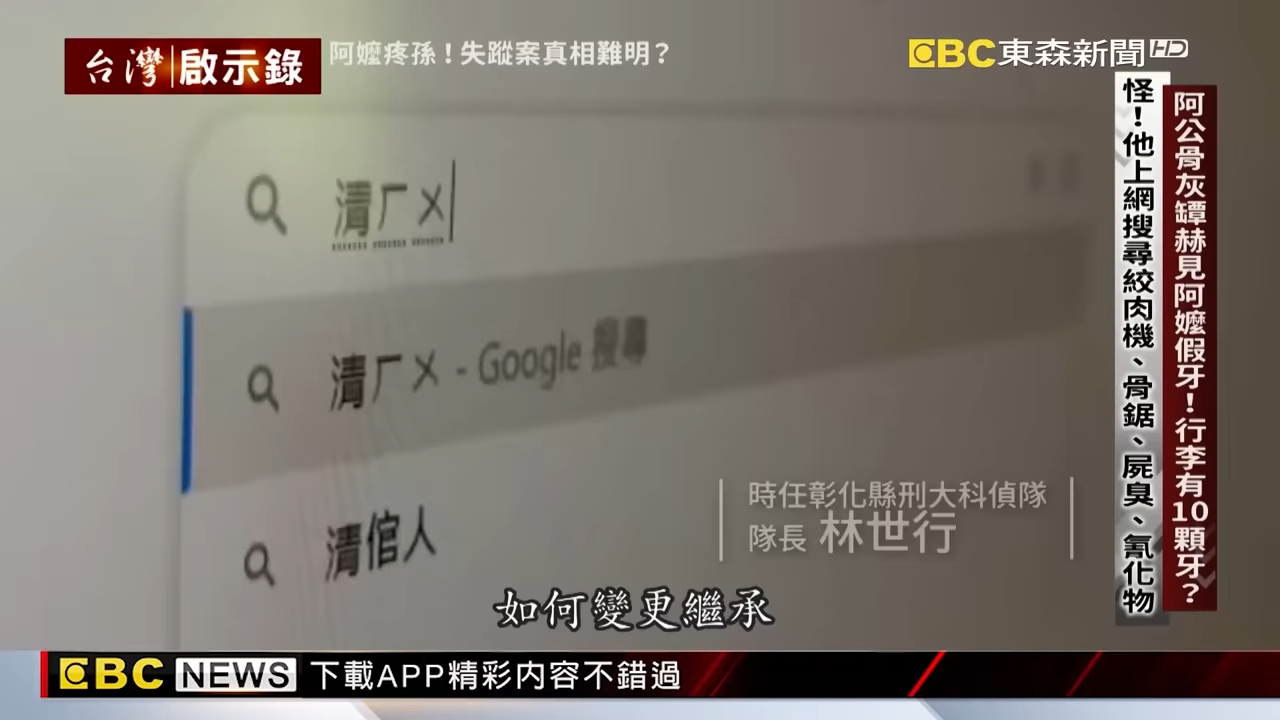 台灣啟示錄
阿嬤疼孫！失蹤案真相難明？
EBC東森新聞HD
阿公骨灰罈赫見阿嬤假牙！行李有10顆牙？
怪！他上網搜尋絞肉機、骨鋸、屍臭、氰化物
清ㄏㄨ
清ㄏㄨ - Google 搜尋
清倌人
時任彰化縣刑大科偵隊
隊長 林世行
如何變更繼承
EBC NEWS 下載APP精彩内容不錯過